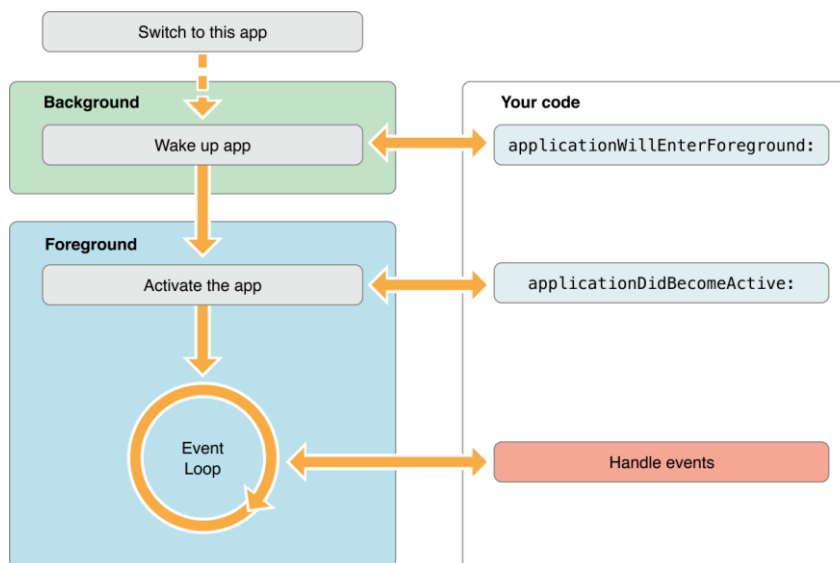 Switch to this app
Background
Wake up app
Your code
applicationWillEnterForeground:
Foreground
Activate the app
applicationDidBecomeActive:
Event
Loop
Handle events